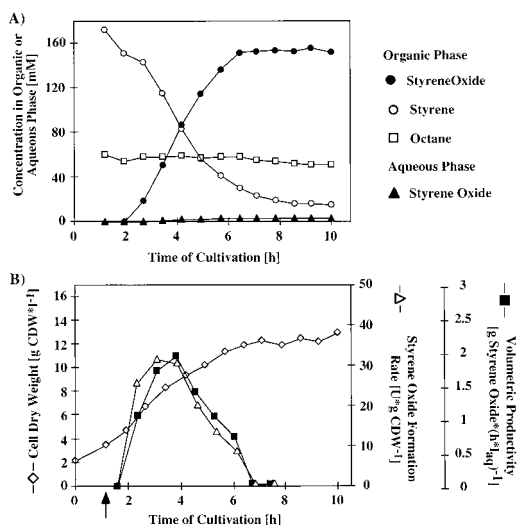 A)
Concentration in Organic or
Aqueous Phase [mM]
160
120
80
40
0
0
2
4
6
8
10
Time of Cultivation [h]
Organic Phase
StyreneOxide
Styrene
Octane
Aqueous Phase
Styrene Oxide
B)
Cell Dry Weight [g CDW*l-1]
16
14
12
10
8
6
4
2
0
0
2
4
6
8
10
Time of Cultivation [h]
50
40
30
20
10
0
Styrene Oxide Formation
Rate [U*g CDW-1]
3
2.5
2
1.5
1
0.5
0
Volumetric Productivity
[g Styrene Oxide*(h*laq)-1]